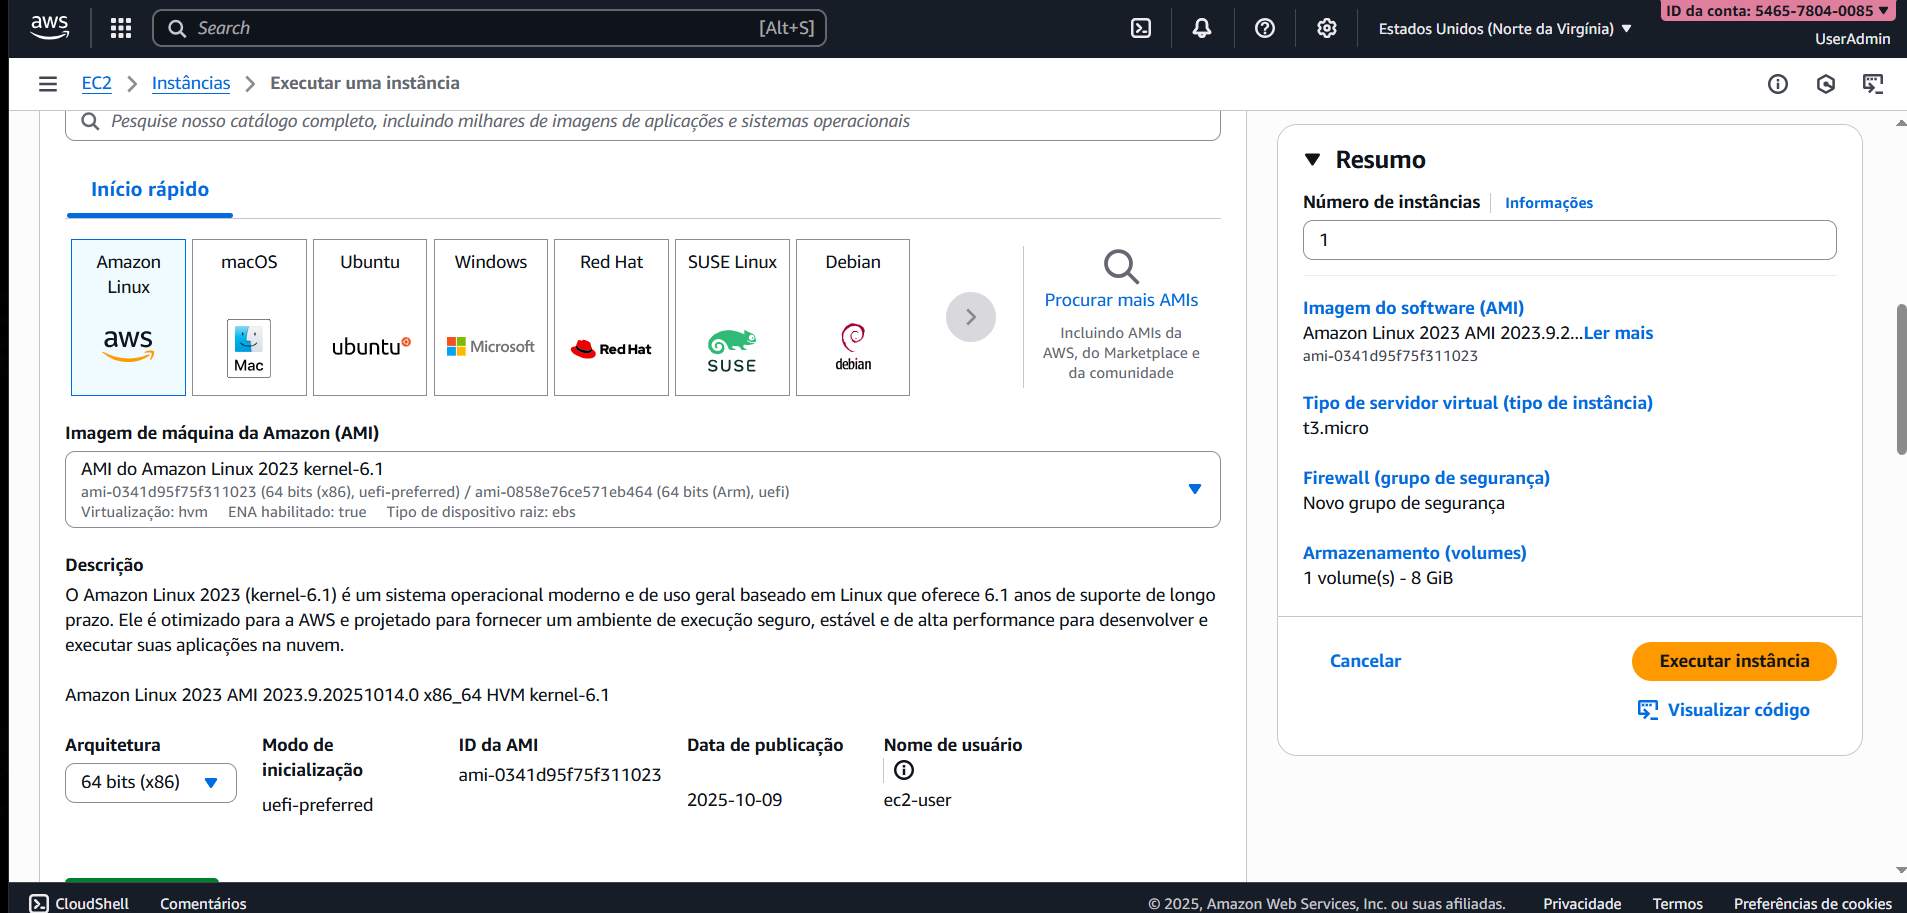 aws
Search
[Alt+S]
Estados Unidos (Norte da Virgínia)
ID da conta: 5465-7804-0085
UserAdmin
EC2
Instâncias
Executar uma instância
Pesquise nosso catálogo completo, incluindo milhares de imagens de aplicações e sistemas operacionais
Início rápido
Amazon
Linux
aws
macOS
Mac
Ubuntu
ubuntu
Windows
Microsoft
Red Hat
Red Hat
SUSE Linux
SUSE
Debian
debian
Procurar mais AMIs
Incluindo AMIs da
AWS, do Marketplace e
da comunidade
Imagem de máquina da Amazon (AMI)
AMI do Amazon Linux 2023 kernel-6.1
ami-0341d95f75f311023 (64 bits (x86), uefi-preferred) / ami-0858e76ce571eb464 (64 bits (Arm), uefi)
Virtualização: hvm ENA habilitado: true Tipo de dispositivo raiz: ebs
Descrição
O Amazon Linux 2023 (kernel-6.1) é um sistema operacional moderno e de uso geral baseado em Linux que oferece 6.1 anos de suporte de longo
prazo. Ele é otimizado para a AWS e projetado para fornecer um ambiente de execução seguro, estável e de alta performance para desenvolver e
executar suas aplicações na nuvem.
Amazon Linux 2023 AMI 2023.9.20251014.0 x86_64 HVM kernel-6.1
Arquitetura
64 bits (x86)
Modo de
inicialização
uefi-preferred
ID da AMI
ami-0341d95f75f311023
Data de publicação
2025-10-09
Nome de usuário
ec2-user
Resumo
Número de instâncias
Informações
1
Imagem do software (AMI)
Amazon Linux 2023 AMI 2023.9.2...Ler mais
ami-0341d95f75f311023
Tipo de servidor virtual (tipo de instância)
t3.micro
Firewall (grupo de segurança)
Novo grupo de segurança
Armazenamento (volumes)
1 volume(s) - 8 GiB
Cancelar
Executar instância
Visualizar código
CloudShell
Comentários
© 2025, Amazon Web Services, Inc. ou suas afiliadas.
Privacidade
Termos
Preferências de cookies